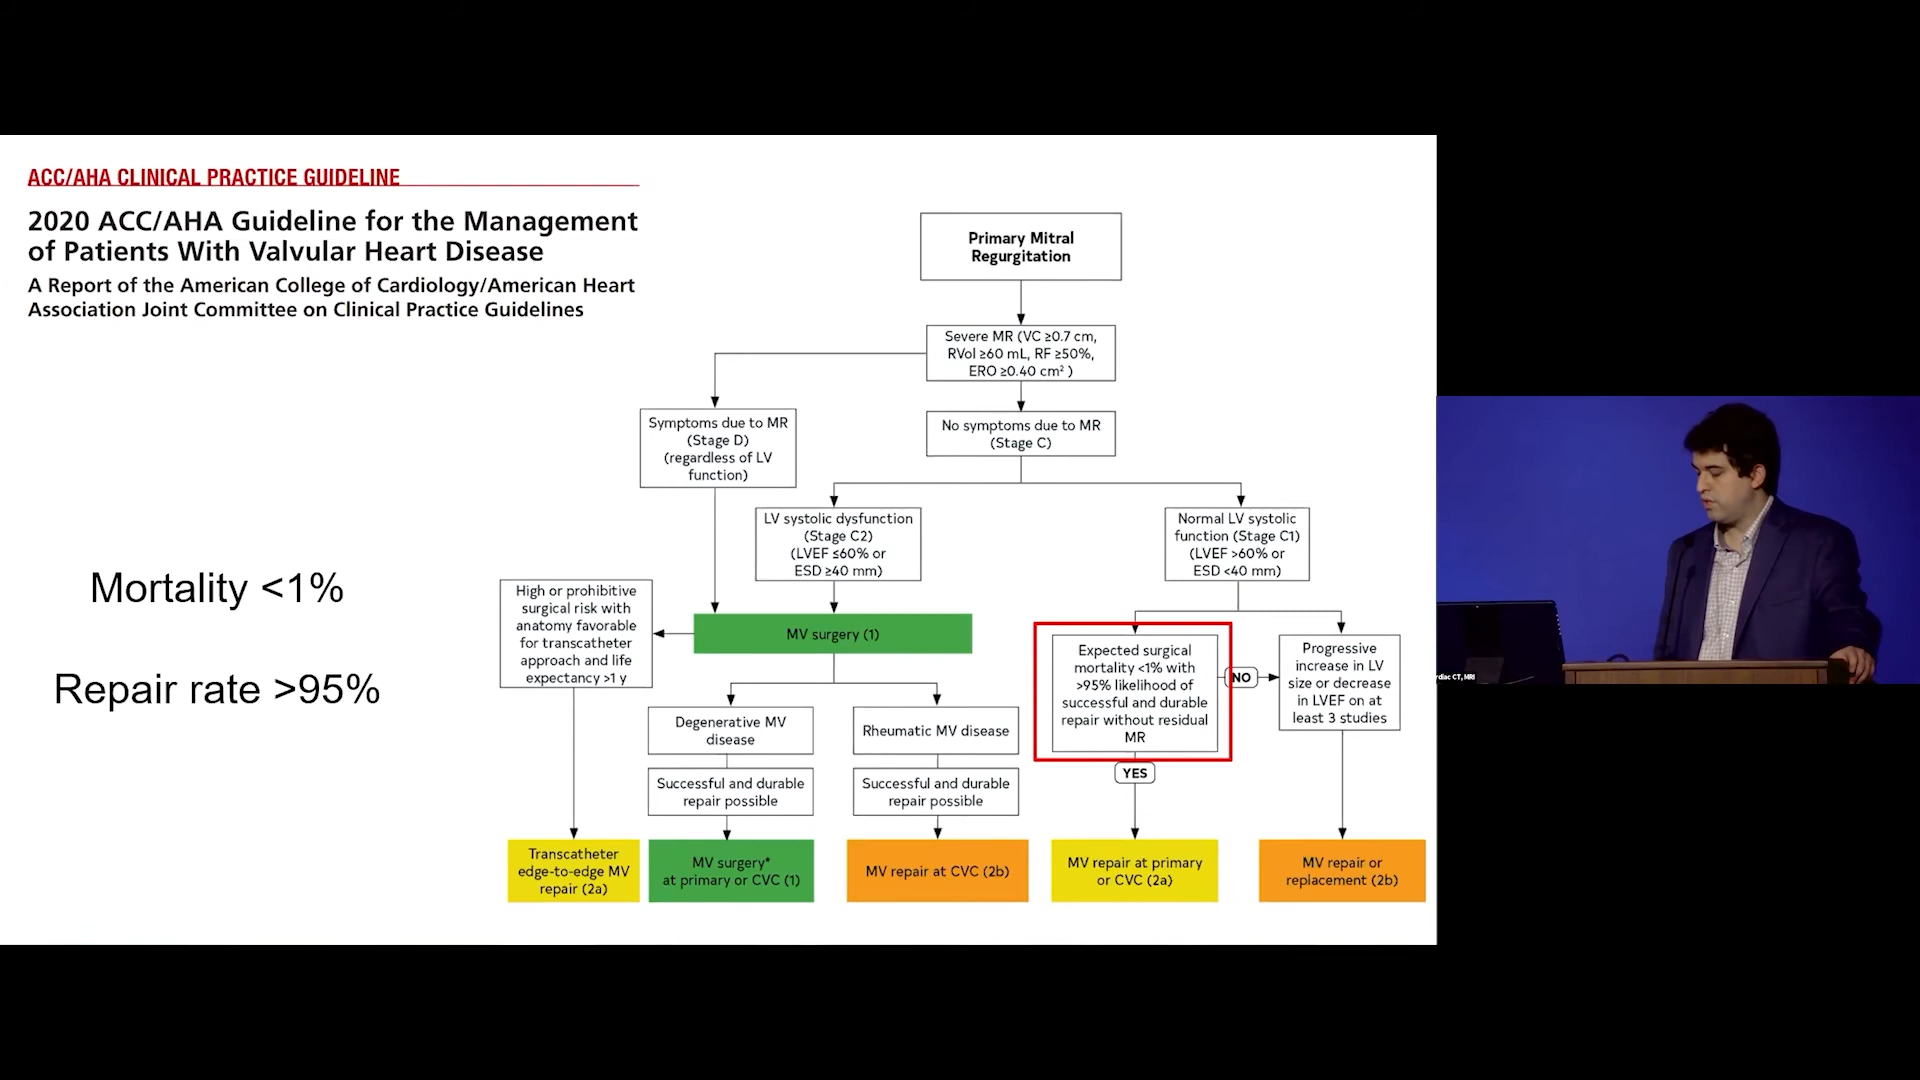 ACC/AHA CLINICAL PRACTICE GUIDELINE
2020 ACC/AHA Guideline for the Management
of Patients With Valvular Heart Disease
A Report of the American College of Cardiology/American Heart
Association Joint Committee on Clinical Practice Guidelines
Mortality <1%
Repair rate >95%
Primary Mitral
Regurgitation
Severe MR (VC ≥0.7 cm,
RVol ≥60 mL, RF ≥50%,
ERO ≥0.40 cm²)
Symptoms due to MR
(Stage D)
(regardless of LV
function)
No symptoms due to MR
(Stage C)
LV systolic dysfunction
(Stage C2)
(LVEF ≤60% or
ESD ≥40 mm)
Normal LV systolic
function (Stage C1)
(LVEF >60% or
ESD <40 mm)
High or prohibitive
surgical risk with
anatomy favorable
for transcatheter
approach and life
expectancy >1 y
MV surgery (1)
Expected surgical
mortality <1% with
>95% likelihood of
successful and durable
repair without residual
MR
NO
Progressive
increase in LV
size or decrease
in LVEF on at
least 3 studies
Degenerative MV
disease
Rheumatic MV disease
Successful and durable
repair possible
Successful and durable
repair possible
YES
Transcatheter
edge-to-edge MV
repair (2a)
MV surgery*
at primary or CVC (1)
MV repair at CVC (2b)
MV repair at primary
or CVC (2a)
MV repair or
replacement (2b)
rdiac CT, MRI